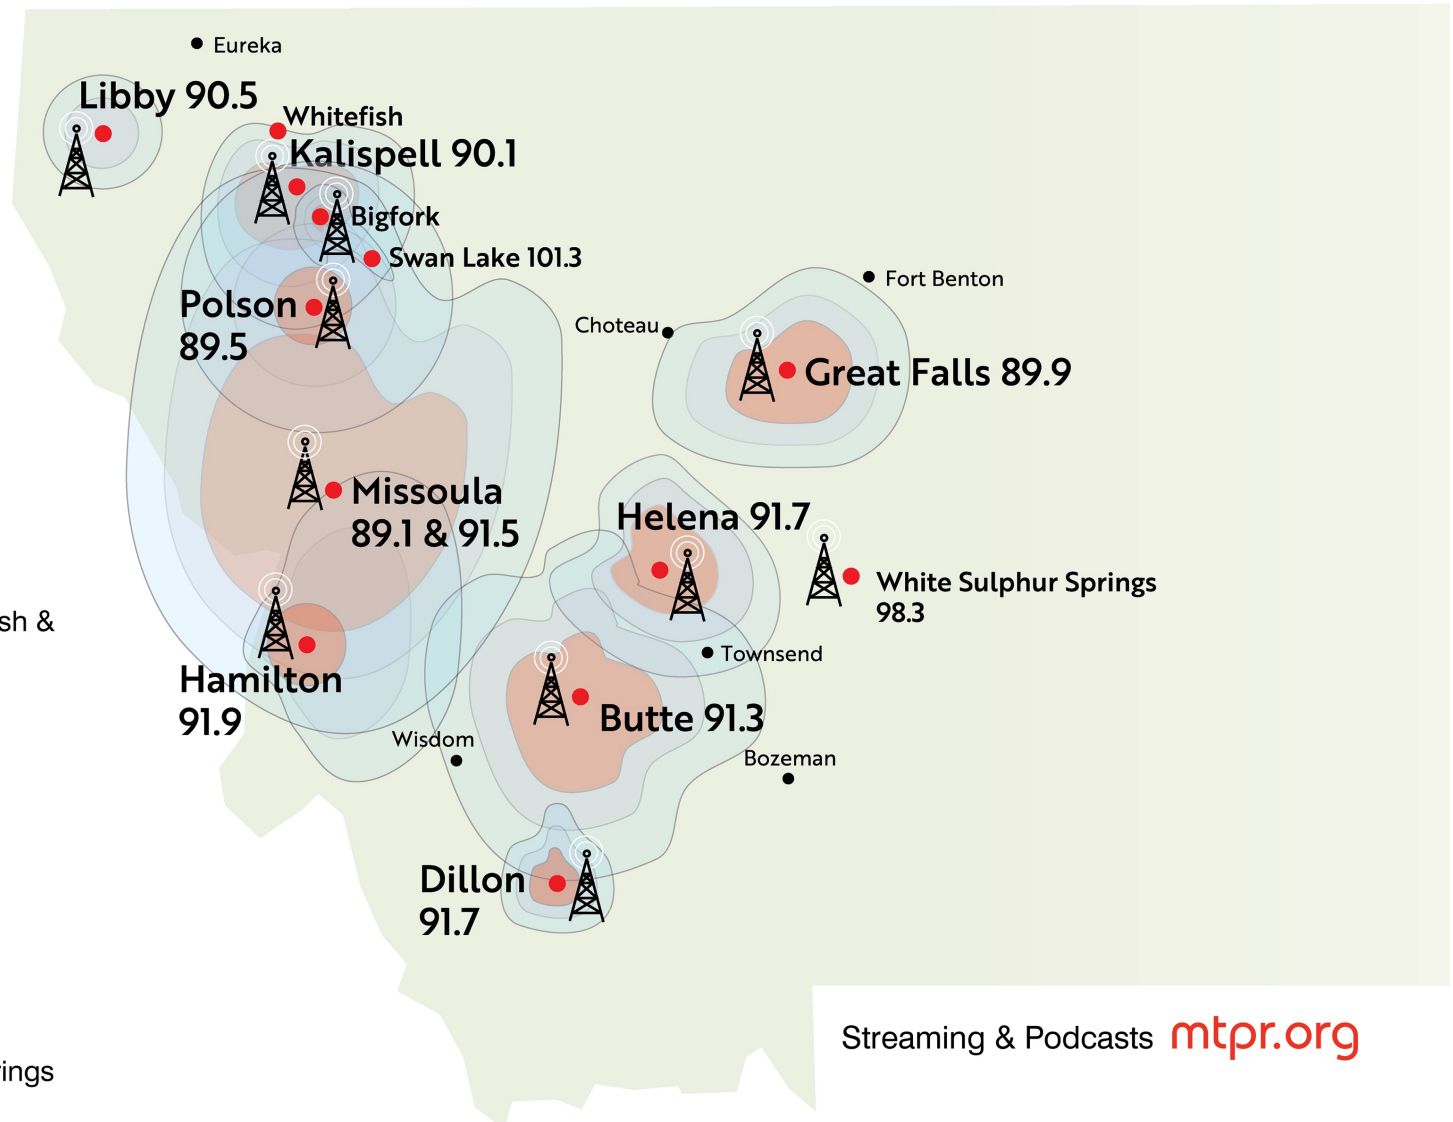 Eureka
Libby 90.5
Whitefish
Kalispell 90.1
Bigfork
Swan Lake 101.3
Polson
89.5
Fort Benton
Choteau
Great Falls 89.9
Missoula
89.1 & 91.5
Helena 91.7
White Sulphur Springs
98.3
sh &
Townsend
Hamilton
91.9
Butte 91.3
Wisdom
Bozeman
Dillon
91.7
Streaming & Podcasts mtpr.org
ings